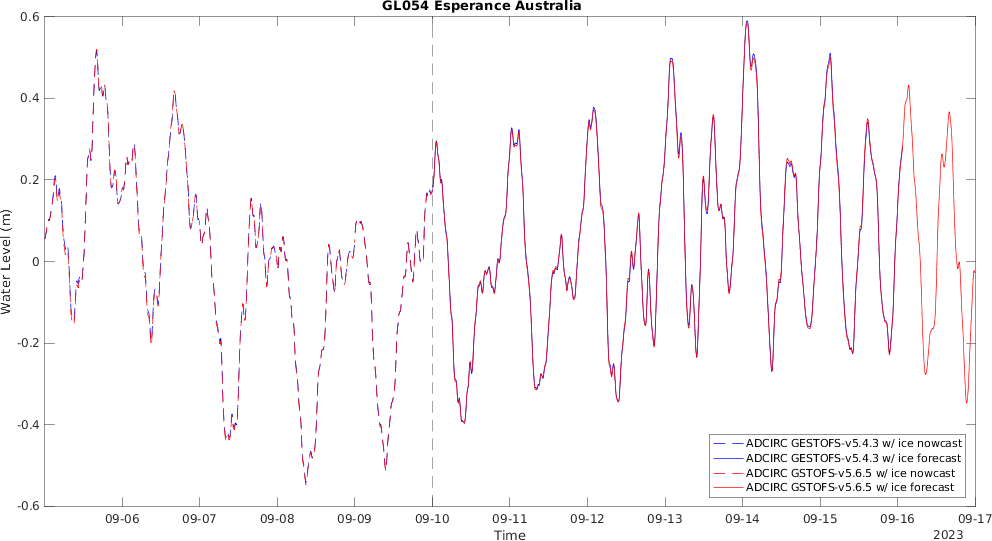 GL054 Esperance Australia
0.6
0.4
0.2
0
-0.2
-0.4
-0.6
Water Level (m)
ADCIRC GESTOFS-v5.4.3 w/ ice nowcast
ADCIRC GESTOFS-v5.4.3 w/ ice forecast
ADCIRC GSTOFS-v5.6.5 w/ ice nowcast
ADCIRC GSTOFS-v5.6.5 w/ ice forecast
09-06 09-07 09-08 09-09 09-10 09-11 09-12 09-13 09-14 09-15 09-16 09-17
Time
2023